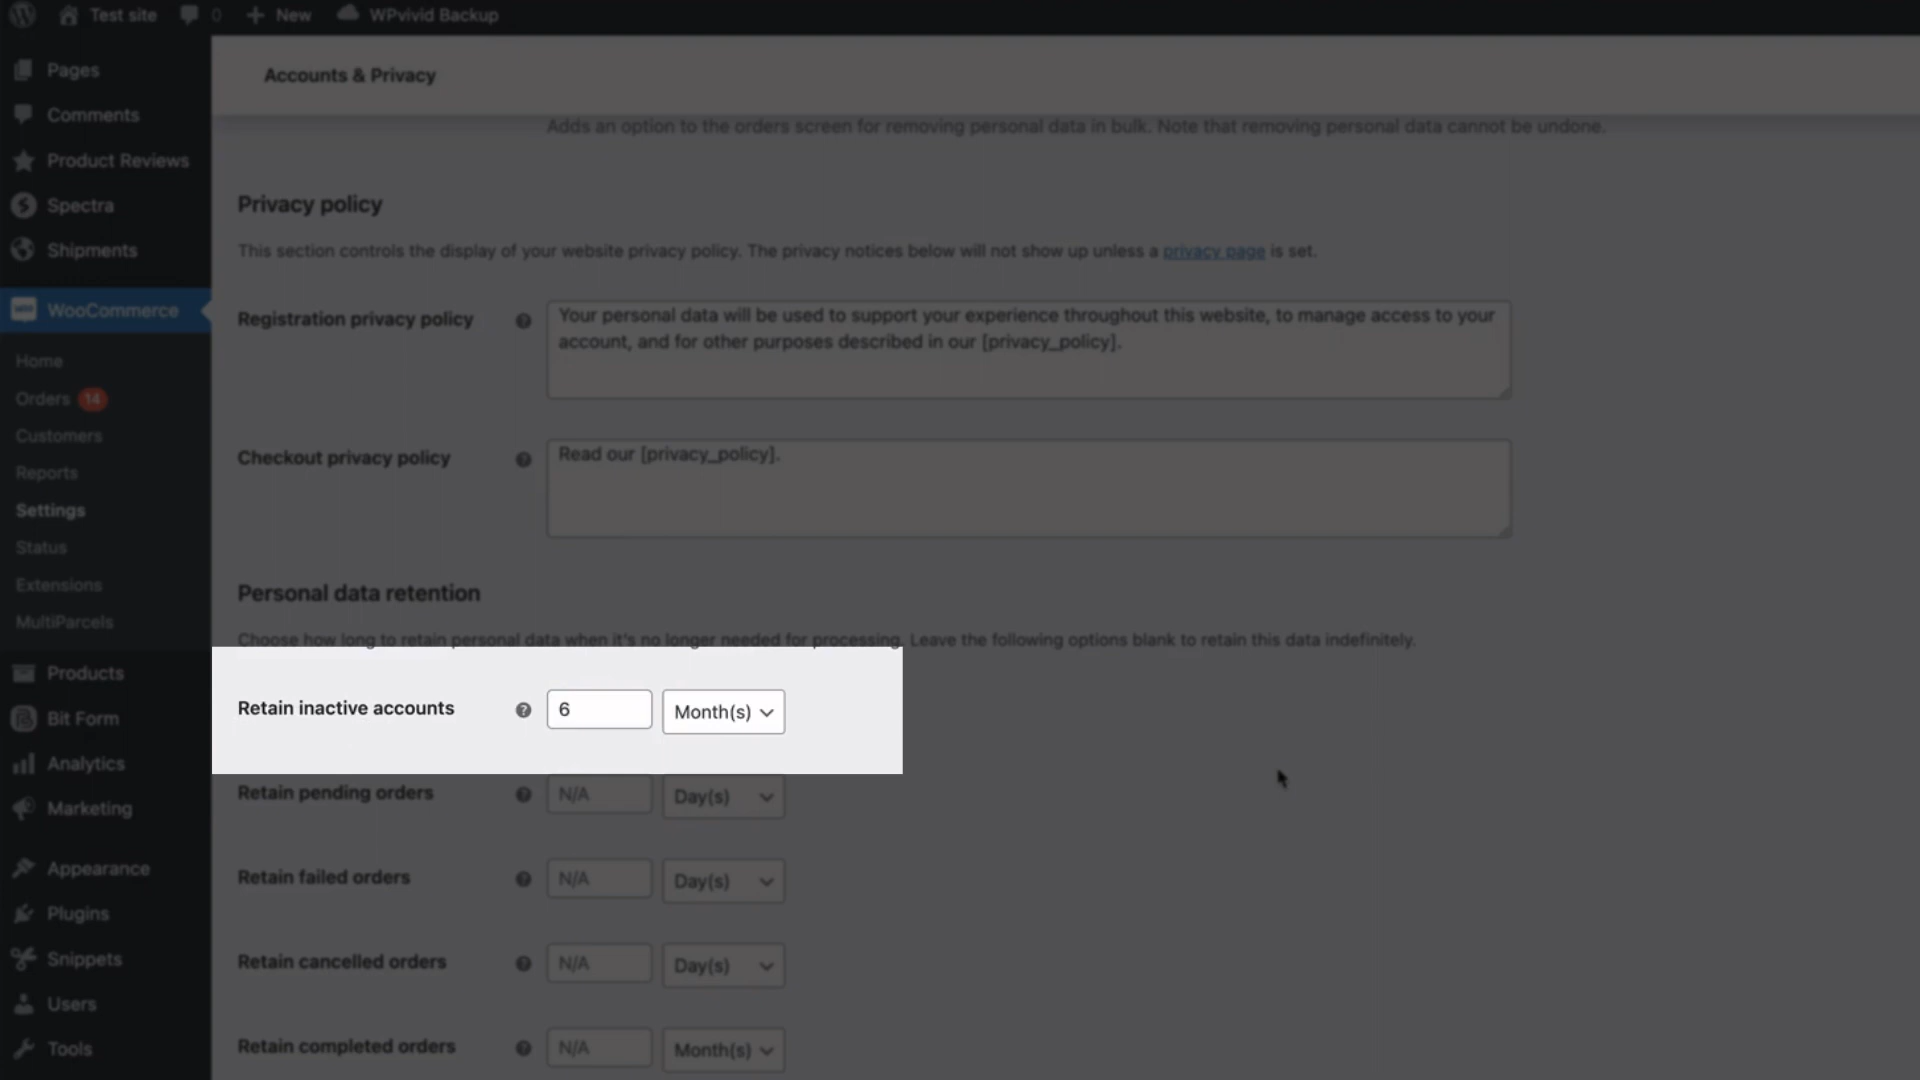 Test site
0
New
WPvivid Backup
Pages
Comments
Product Reviews
Spectra
Shipments
WooCommerce
Home
Orders 14
Customers
Reports
Settings
Status
Extensions
MultiParcels
Products
Bit Form
Analytics
Marketing
Appearance
Plugins
Snippets
Users
Tools
Accounts & Privacy
Adds an option to the orders screen for removing personal data in bulk. Note that removing personal data cannot be undone.
Privacy policy
This section controls the display of your website privacy policy. The privacy notices below will not show up unless a privacy page is set.
Registration privacy policy
Your personal data will be used to support your experience throughout this website, to manage access to your
account, and for other purposes described in our [privacy_policy].
Checkout privacy policy
Read our [privacy_policy].
Personal data retention
Choose how long to retain personal data when it's no longer needed for processing. Leave the following options blank to retain this data indefinitely.
Retain inactive accounts 6 Month(s)
Retain pending orders N/A Day(s)
Retain failed orders N/A Day(s)
Retain cancelled orders N/A Day(s)
Retain completed orders N/A Month(s)